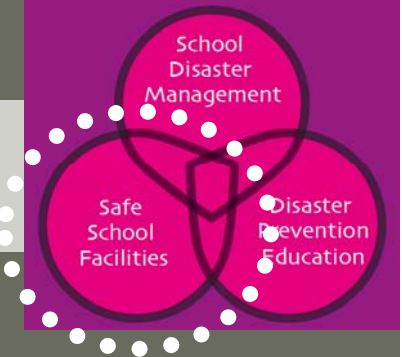 School
Disaster
Management
Safe
School
Facilities
Disaster
Prevention
Education